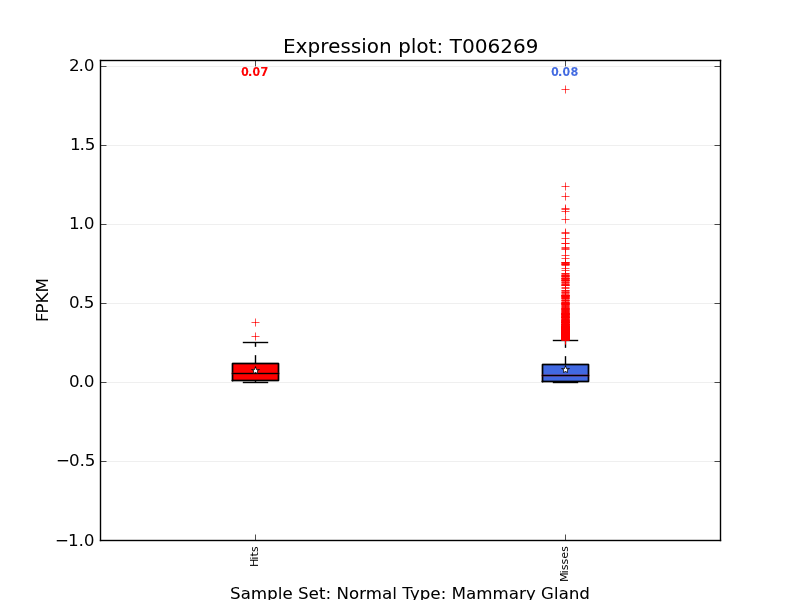 Expression plot: T006269
2.0
0.07
0.08
1.5
1.0
0.5
0.0
−0.5
−1.0
FPKM
Hits
Misses
Sample Set: Normal Type: Mammary Gland